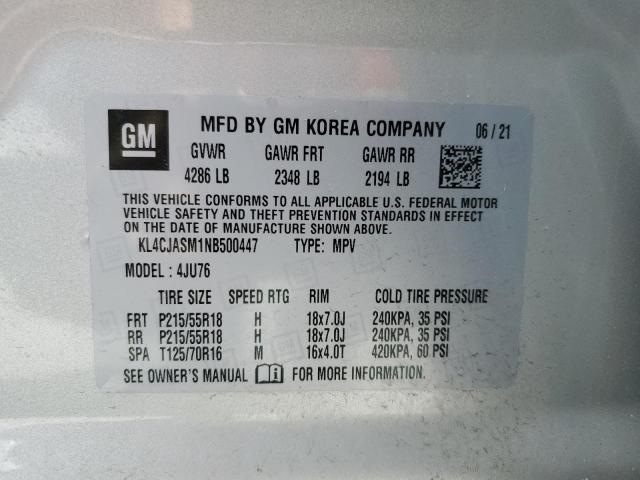 GM MFD BY GM KOREA COMPANY 06/21
GVWR GAWR FRT GAWR RR
4286 LB 2348 LB 2194 LB
THIS VEHICLE CONFORMS TO ALL APPLICABLE U.S. FEDERAL MOTOR
VEHICLE SAFETY AND THEFT PREVENTION STANDARDS IN EFFECT
ON THE DATE OF MANUFACTURE SHOWN ABOVE.
KL4CJASM1NB500447 TYPE: MPV
MODEL: 4JU76
TIRE SIZE SPEED RTG RIM COLD TIRE PRESSURE
FRT P215/55R18 H 18x7.0J 240KPA, 35 PSI
RR P215/55R18 H 18x7.0J 240KPA, 35 PSI
SPA T125/70R16 M 16x4.0T 420KPA, 60 PSI
SEE OWNER'S MANUAL FOR MORE INFORMATION.